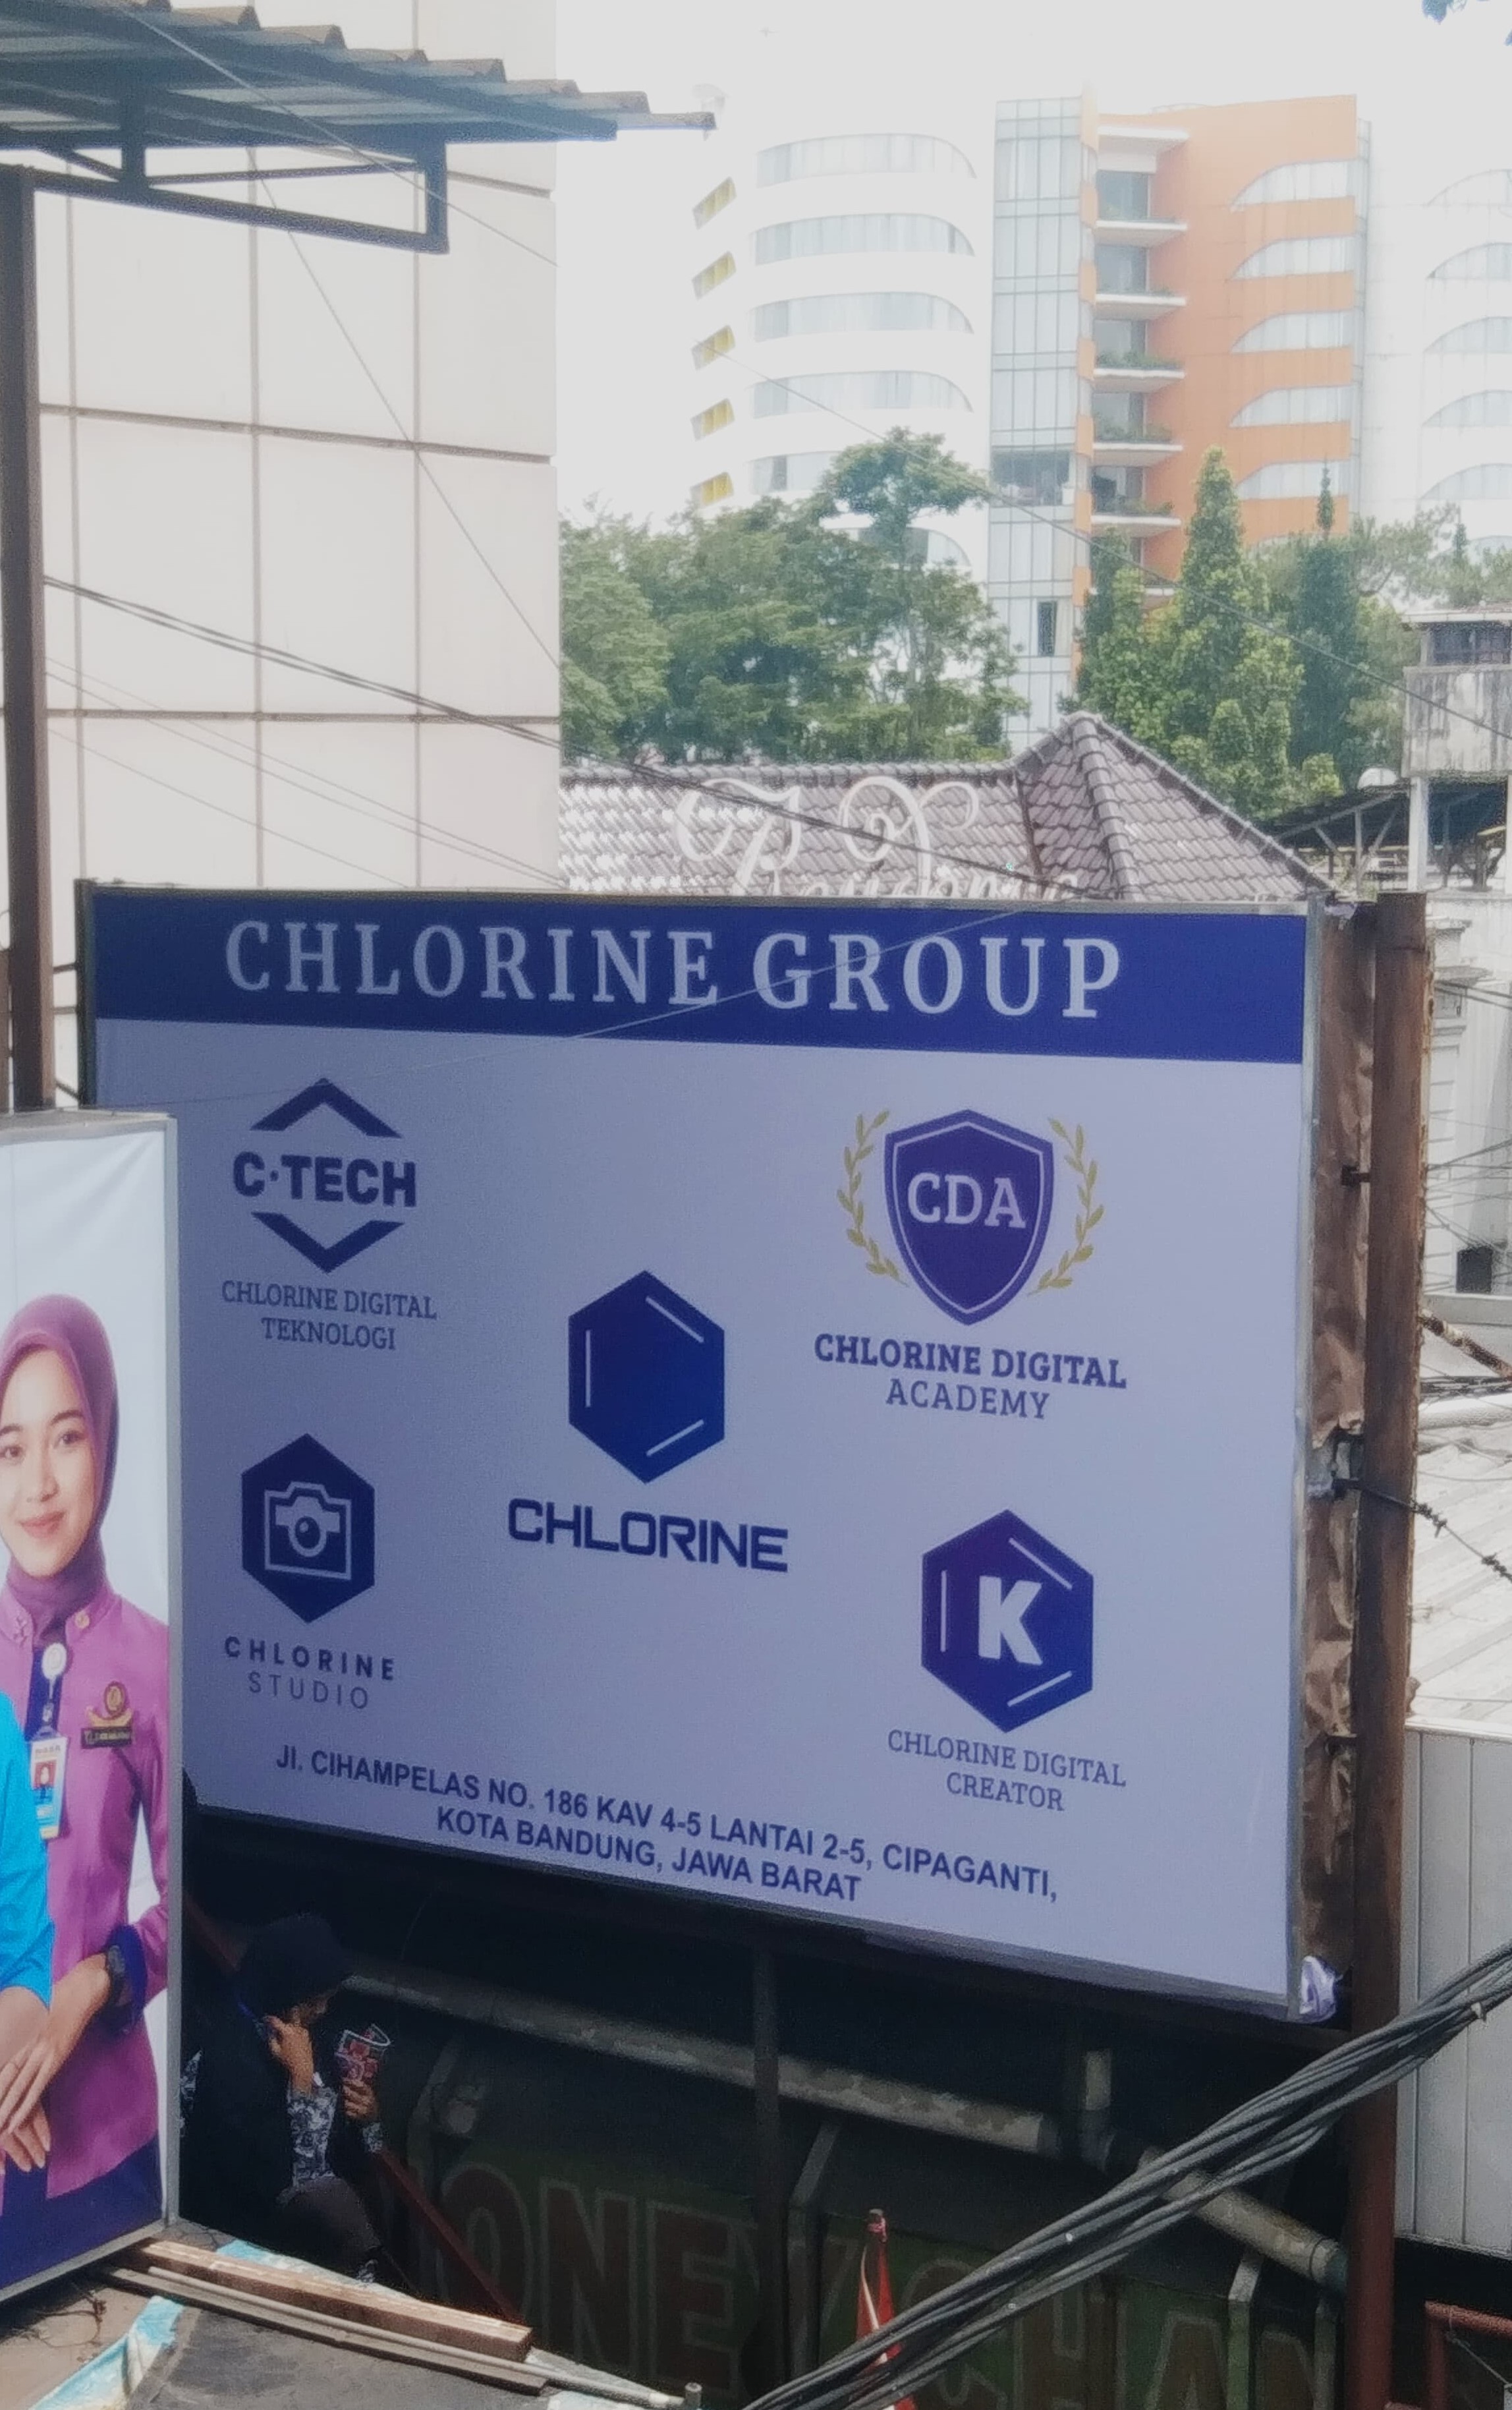 CHLORINE GROUP
C·TECH
CHLORINE DIGITAL
TEKNOLOGI
CDA
CHLORINE DIGITAL
ACADEMY
CHLORINE
CHLORINE
STUDIO
K
CHLORINE DIGITAL
CREATOR
Jl. CIHAMPELAS NO. 186 KAV 4-5 LANTAI 2-5, CIPAGANTI,
KOTA BANDUNG, JAWA BARAT